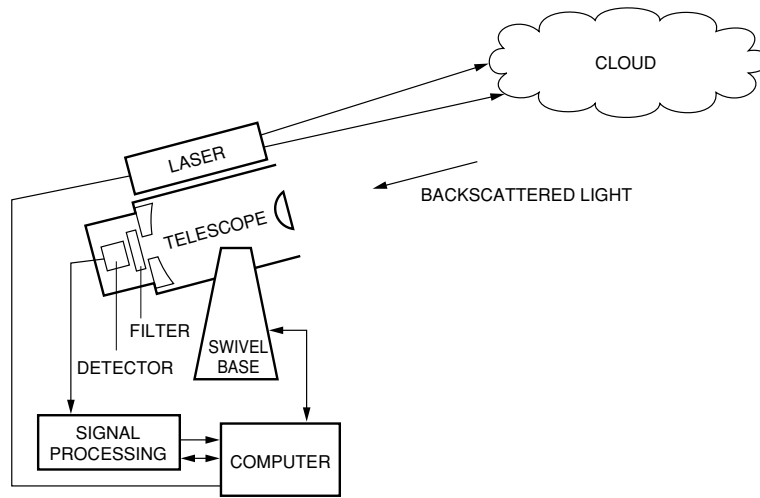 CLOUD
LASER
BACKSCATTERED LIGHT
TELESCOPE
FILTER
DETECTOR
SWIVEL
BASE
SIGNAL
PROCESSING
COMPUTER